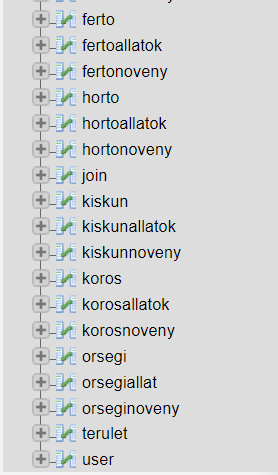 ferto
fertoallatok
fertonoveny
horto
hortoallatok
hortonoveny
join
kiskun
kiskunallatok
kiskunnoveny
koros
korosallatok
korosnoveny
orsegi
orsegiallat
orseginoveny
terulet
user